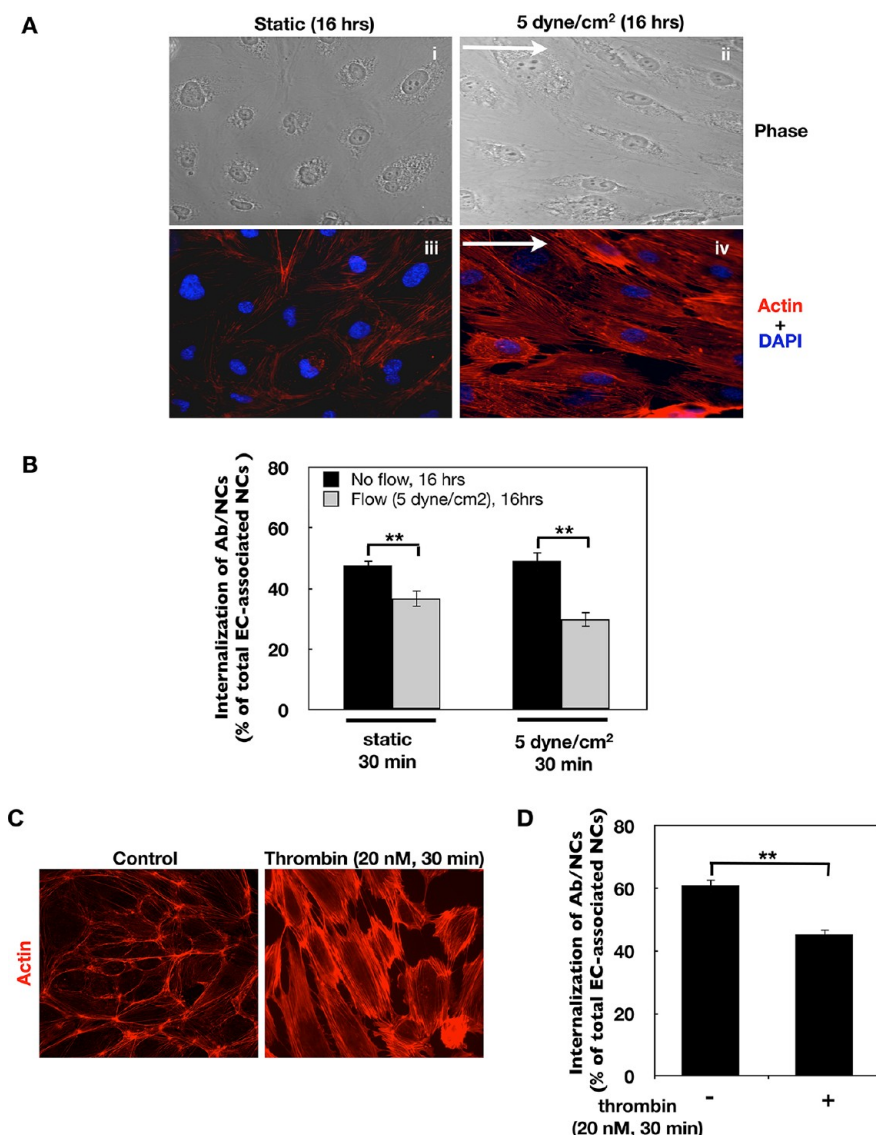 A
Static (16 hrs)
5 dyne/cm² (16 hrs)
i
ii
Phase
iii
iv
Actin
+
DAPI
B
Internalization of Ab/NCs
(% of total EC-associated NCs )
80
60
40
20
0
No flow, 16 hrs
Flow (5 dyne/cm2), 16hrs
**
**
static
30 min
5 dyne/cm²
30 min
C
Control
Thrombin (20 nM, 30 min)
Actin
D
Internalization of Ab/NCs
(% of total EC-associated NCs)
80
60
40
20
0
**
thrombin - +
(20 nM, 30 min)